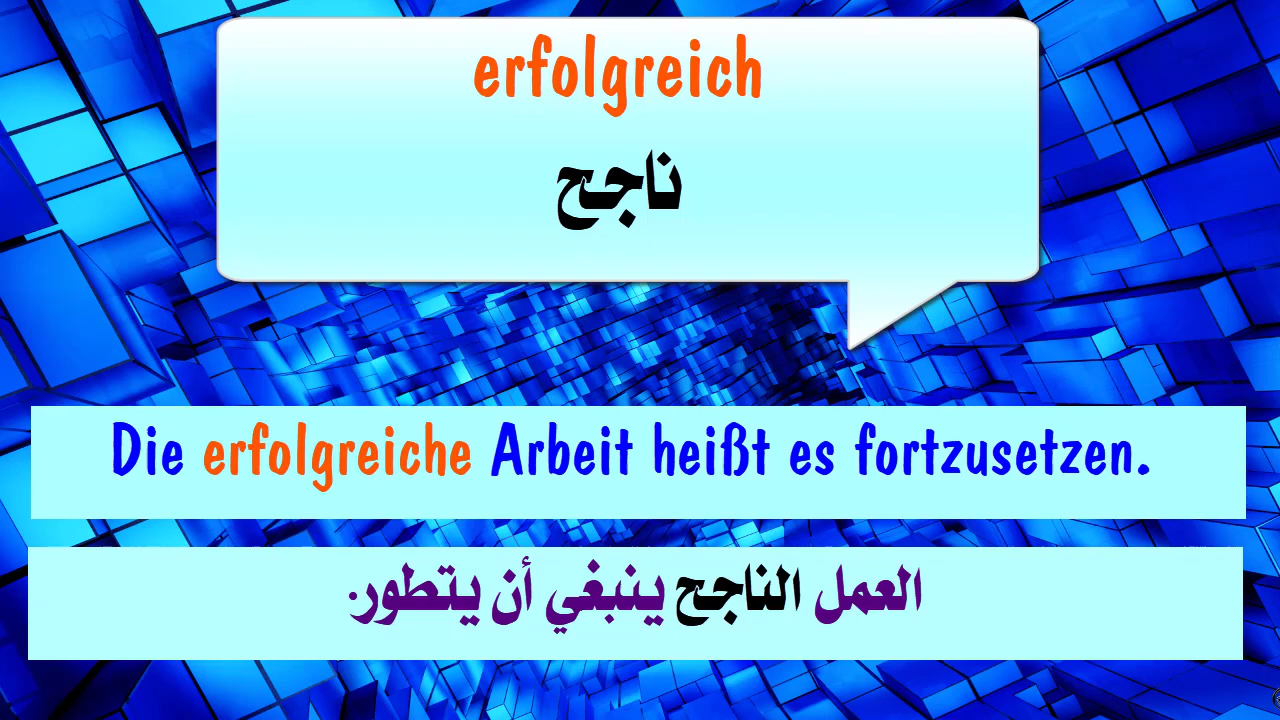 erfolgreich
ناجح
Die erfolgreiche Arbeit heißt es fortzusetzen.
العمل الناجح ينبغي أن يتطور.